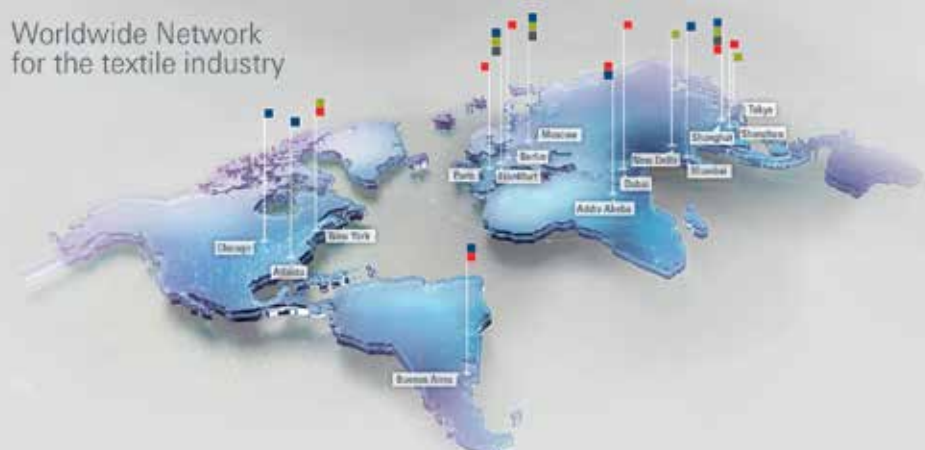 Worldwide Network
for the textile industry
Tokyo
Moscow
Shanghai
Shenzhen
Berlin
New Delhi
Paris
Frankfurt
Mumbai
Dubai
Addis Ababa
New York
Chicago
Atlanta
Buenos Aires